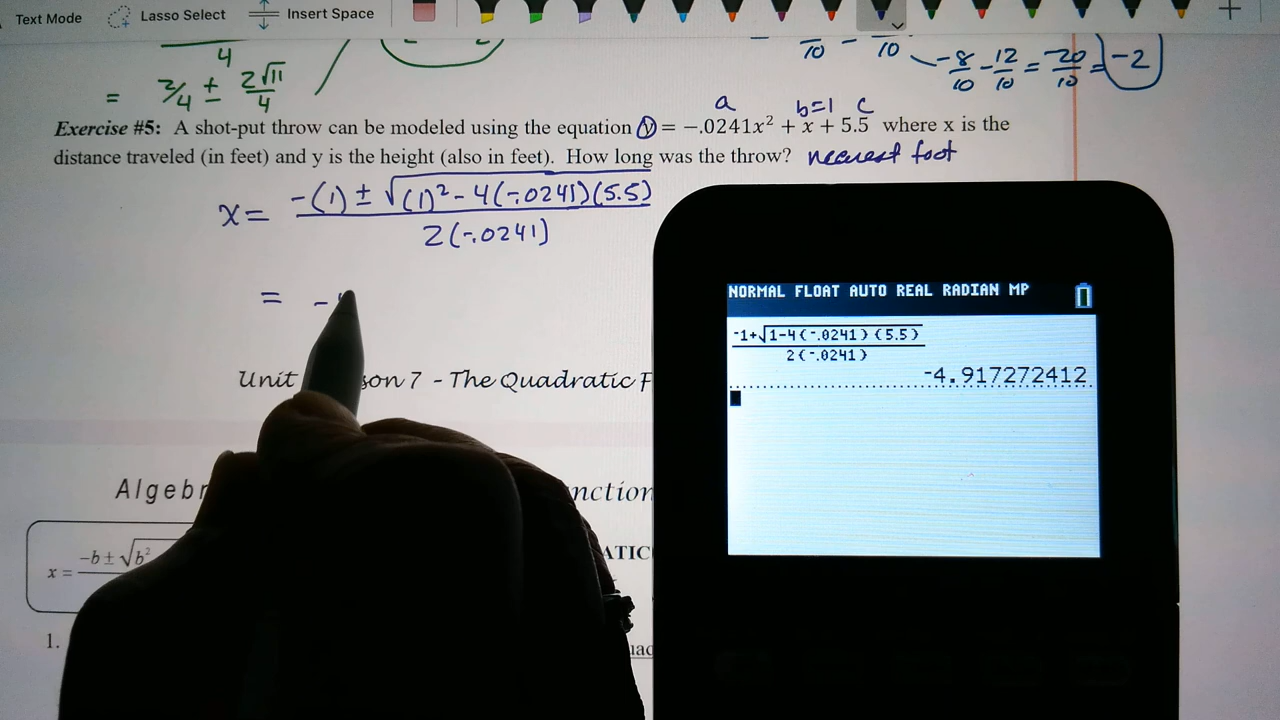 Text Mode Lasso Select Insert Space
4
= 2/4 ± 2√11/4
10 - 10
-8/10 - 12/10 = -20/10 = -2
a b=1 c
Exercise #5: A shot-put throw can be modeled using the equation y = −.0241x² + x + 5.5 where x is the
distance traveled (in feet) and y is the height (also in feet). How long was the throw? nearest foot
x = -(1) ± √(1)² - 4(-.0241)(5.5)
2(-.0241)
= -
NORMAL FLOAT AUTO REAL RADIAN MP
-1+√1-4(-.0241)(5.5)
2(-.0241)
-4.917272412
Unit son 7 - The Quadratic F
Algebr nction
x = -b ± √b²
ATIC
1.